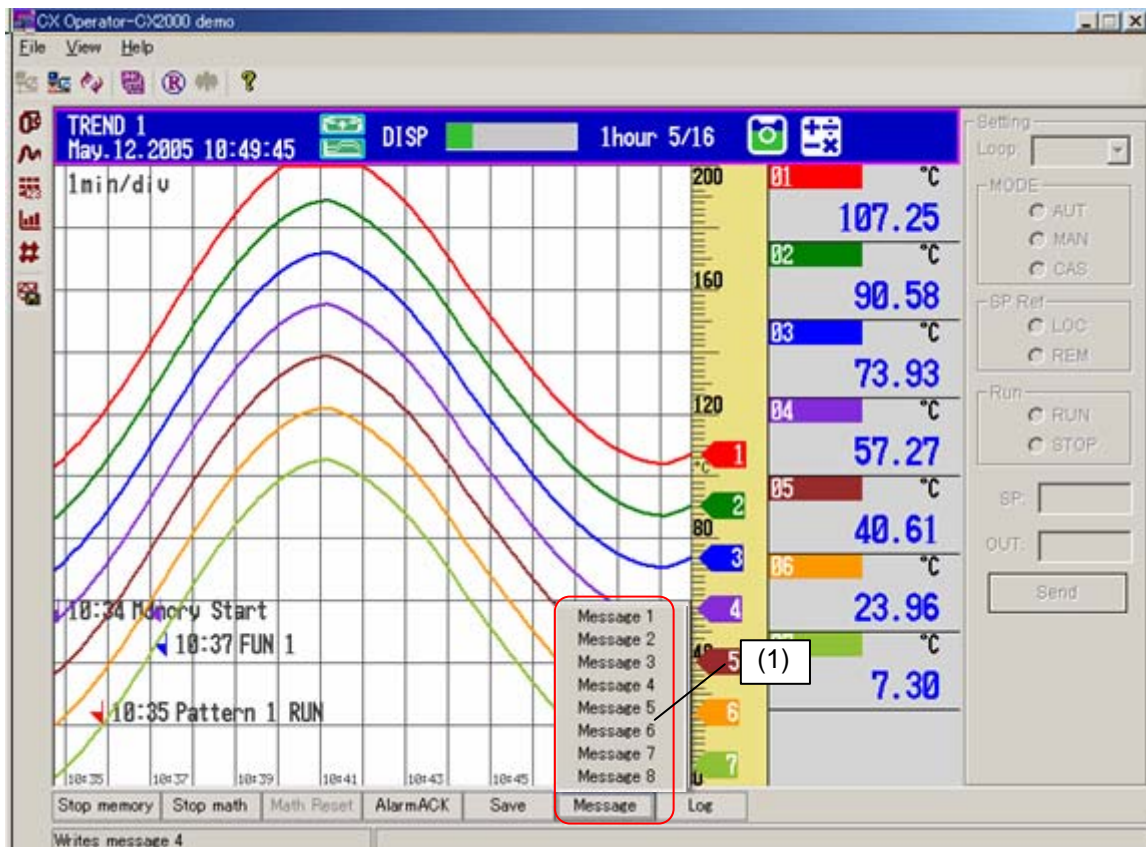 CX Operator-CX2000 demo
File View Help
TREND 1
May.12.2005 10:49:45
DISP
1hour 5/16
1min/div
200
160
120
°C
80
1
2
3
4
5
6
7
01 °C
107.25
02 °C
90.58
03 °C
73.93
04 °C
57.27
05 °C
40.61
06 °C
23.96
°C
7.30
10:34 Memory Start
10:37 FUN 1
10:35 Pattern 1 RUN
10:35 10:37 10:39 10:41 10:43 10:45
Message 1
Message 2
Message 3
Message 4
Message 5
Message 6
Message 7
Message 8
(1)
Stop memory Stop math Math Reset AlarmACK Save Message Log
Writes message 4
Setting
Loop:
MODE
AUT
MAN
CAS
SP Ref
LOC
REM
Run
RUN
STOP
SP:
OUT:
Send